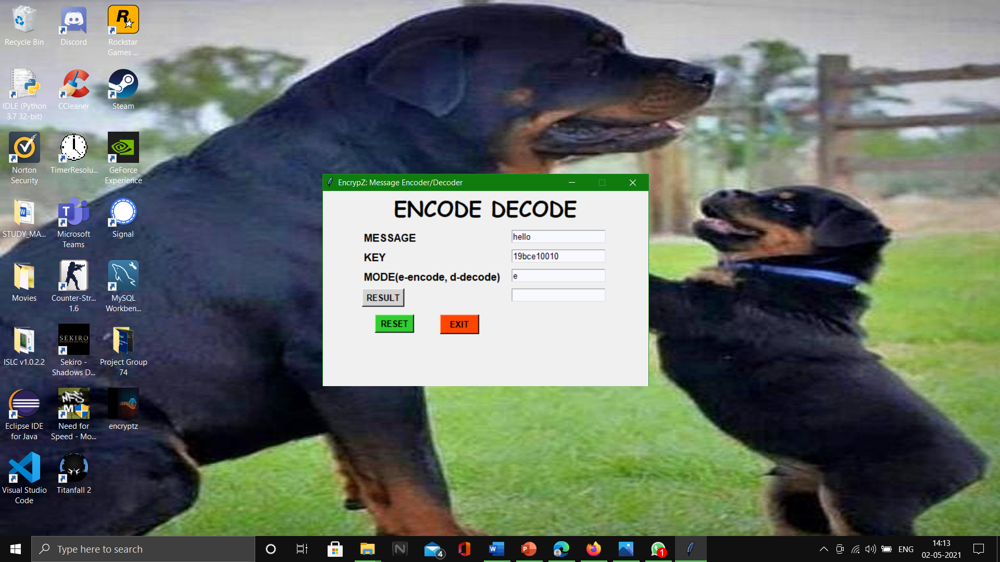 Recycle Bin
Discord
Rockstar
Games ...
IDLE (Python
3.7 32-bit)
CCleaner
Steam
Norton
Security
TimerResolu...
GeForce
Experience
STUDY_MA...
Microsoft
Teams
Signal
Movies
Counter-Str...
1.6
MySQL
Workben...
ISLC v1.0.2.2
SEKIRO
Sekiro -
Shadows D...
Project Group
74
Eclipse IDE
for Java
Need for
Speed - Mo...
encryptz
Visual Studio
Code
Titanfall 2
EncrypZ: Message Encoder/Decoder
ENCODE DECODE
MESSAGE hello
KEY 19bce10010
MODE(e-encode, d-decode) e
RESULT
RESET EXIT
Type here to search
4
1
ENG
14:13
02-05-2021